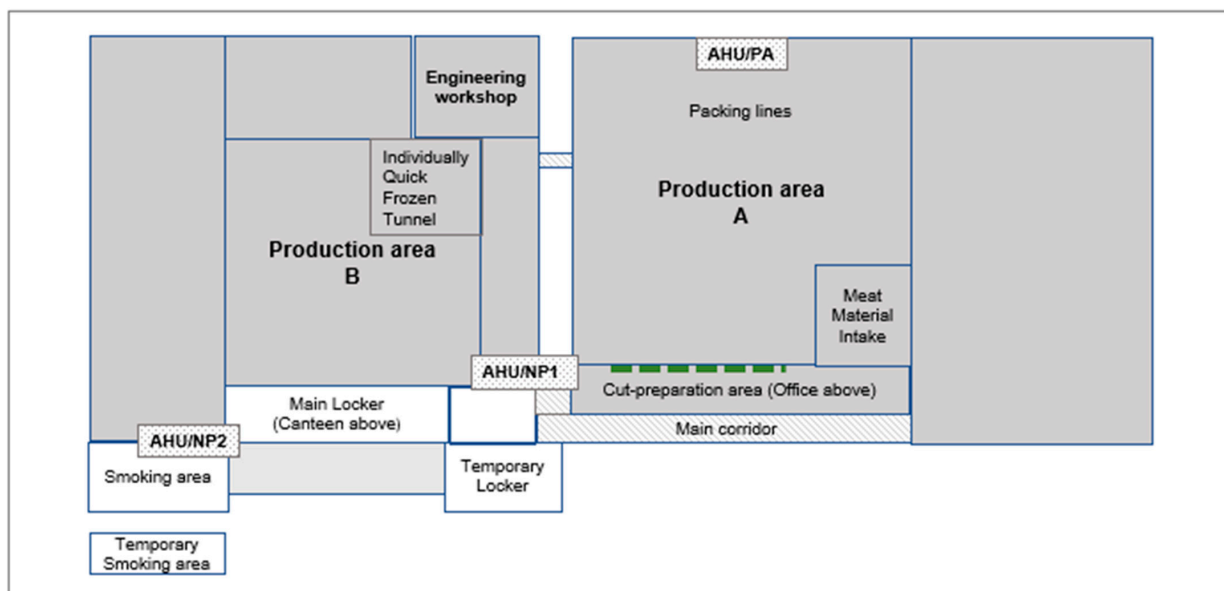 AHU/PA
Engineering
workshop
Packing lines
Individually
Quick
Frozen
Tunnel
Production area
A
Production area
B
Meat
Material
Intake
AHU/NP1
Cut-preparation area (Office above)
Main Locker
(Canteen above)
Main corridor
AHU/NP2
Smoking area
Temporary
Locker
Temporary
Smoking area